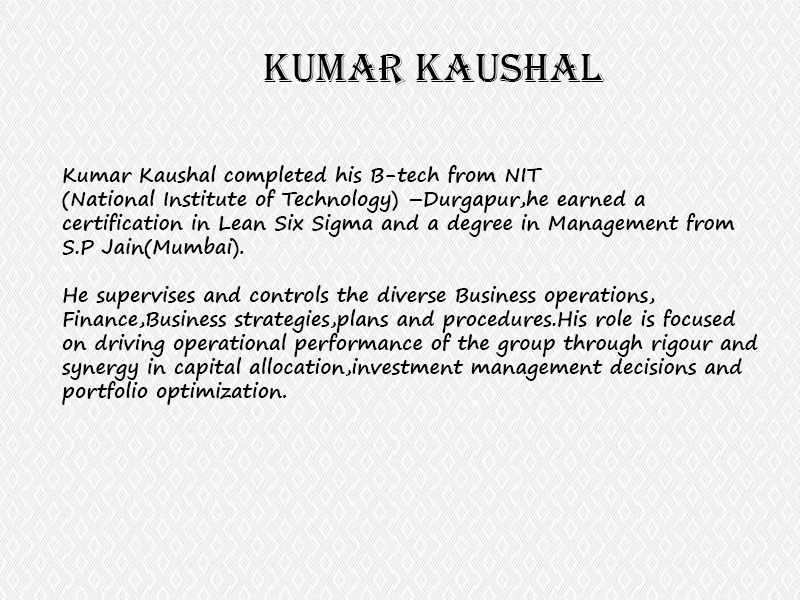 KUMAR KAUSHAL
Kumar Kaushal completed his B-tech from NIT
(National Institute of Technology) –Durgapur,he earned a
certification in Lean Six Sigma and a degree in Management from
S.P Jain(Mumbai).
He supervises and controls the diverse Business operations,
Finance,Business strategies,plans and procedures.His role is focused
on driving operational performance of the group through rigour and
synergy in capital allocation,investment management decisions and
portfolio optimization.